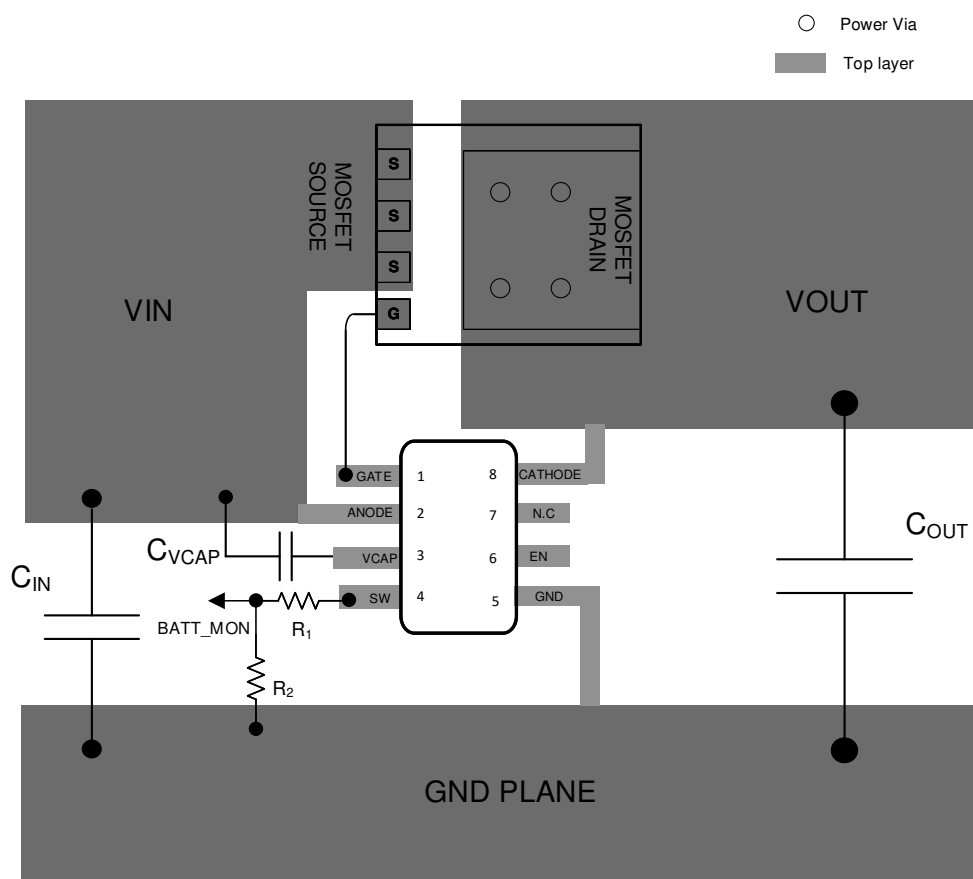 Power Via
Top layer
S
S
S
G
MOSFET
SOURCE
MOSFET
DRAIN
VIN
VOUT
GATE 1
ANODE 2
VCAP 3
SW 4
8 CATHODE
7 N.C
6 EN
5 GND
CVCAP
CIN
COUT
BATT_MON
R1
R2
GND PLANE